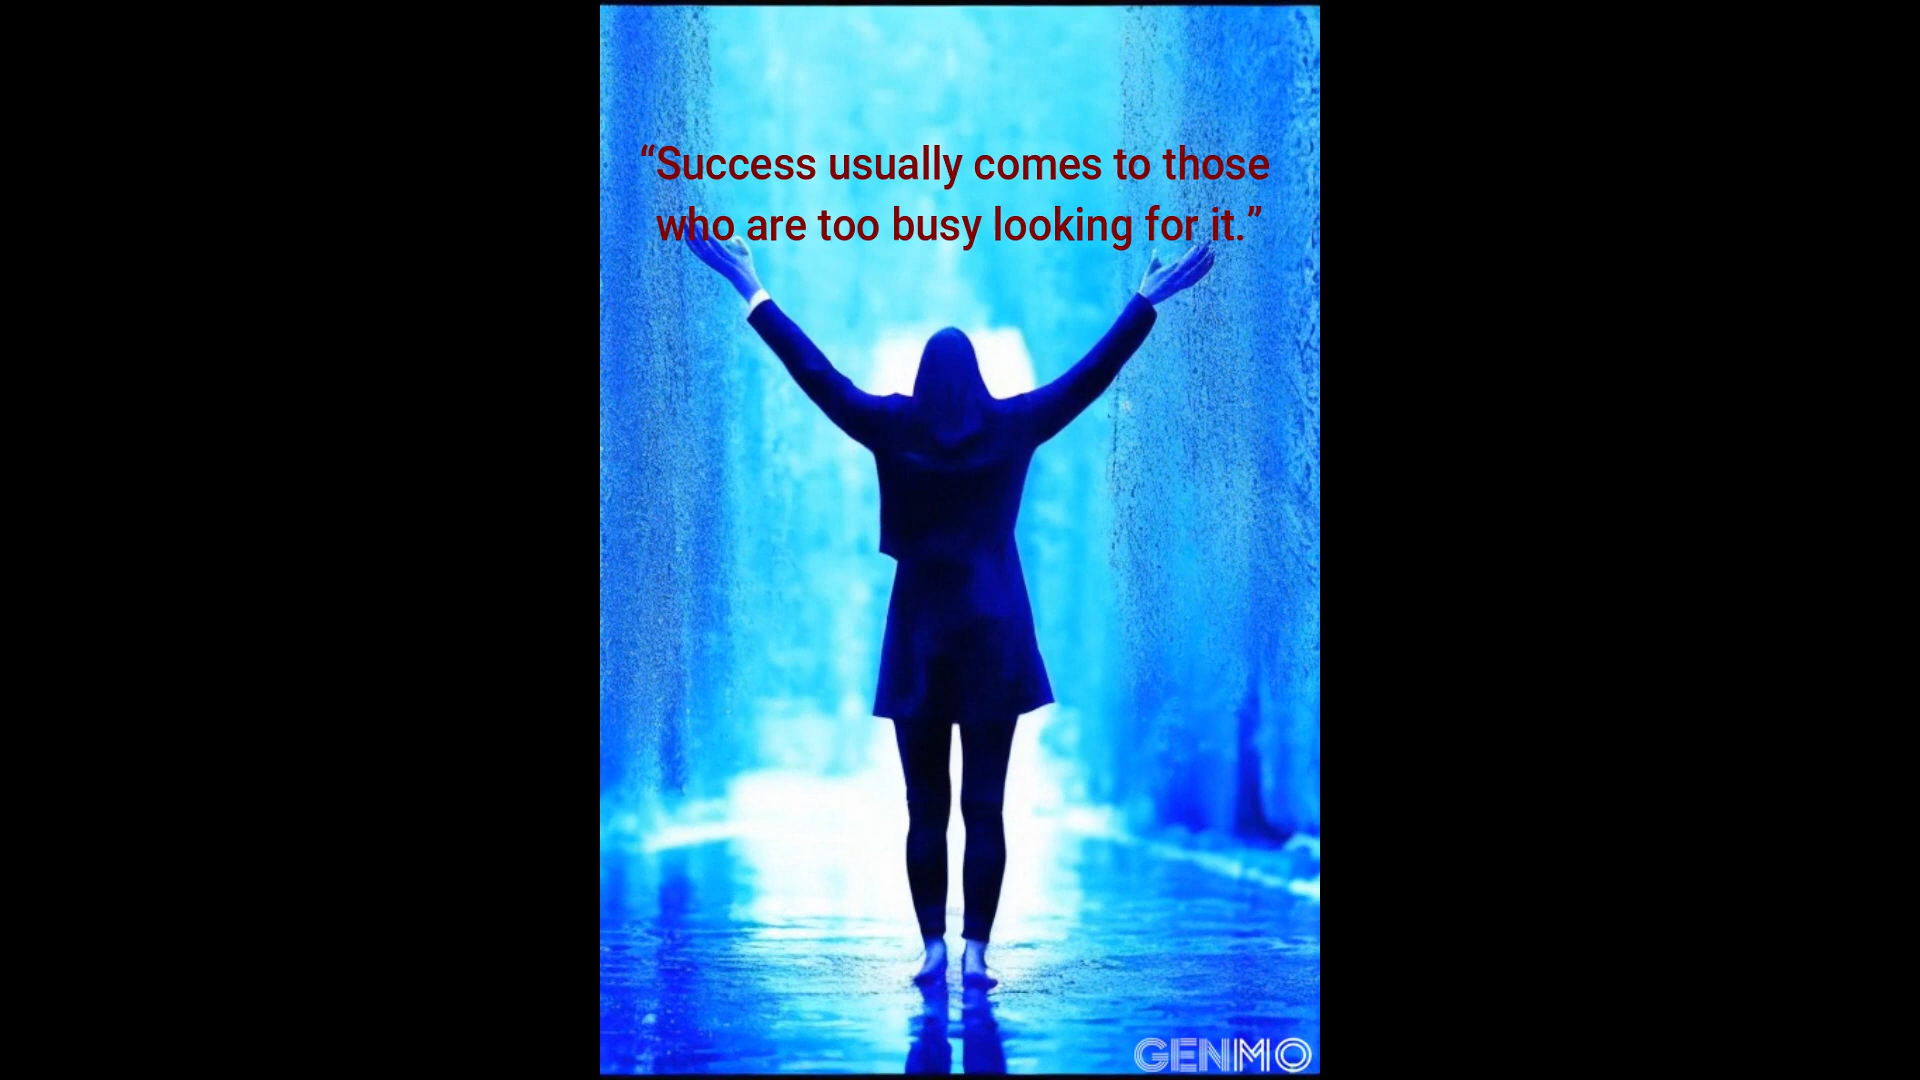 “Success usually comes to those
who are too busy looking for it.”
GENMO